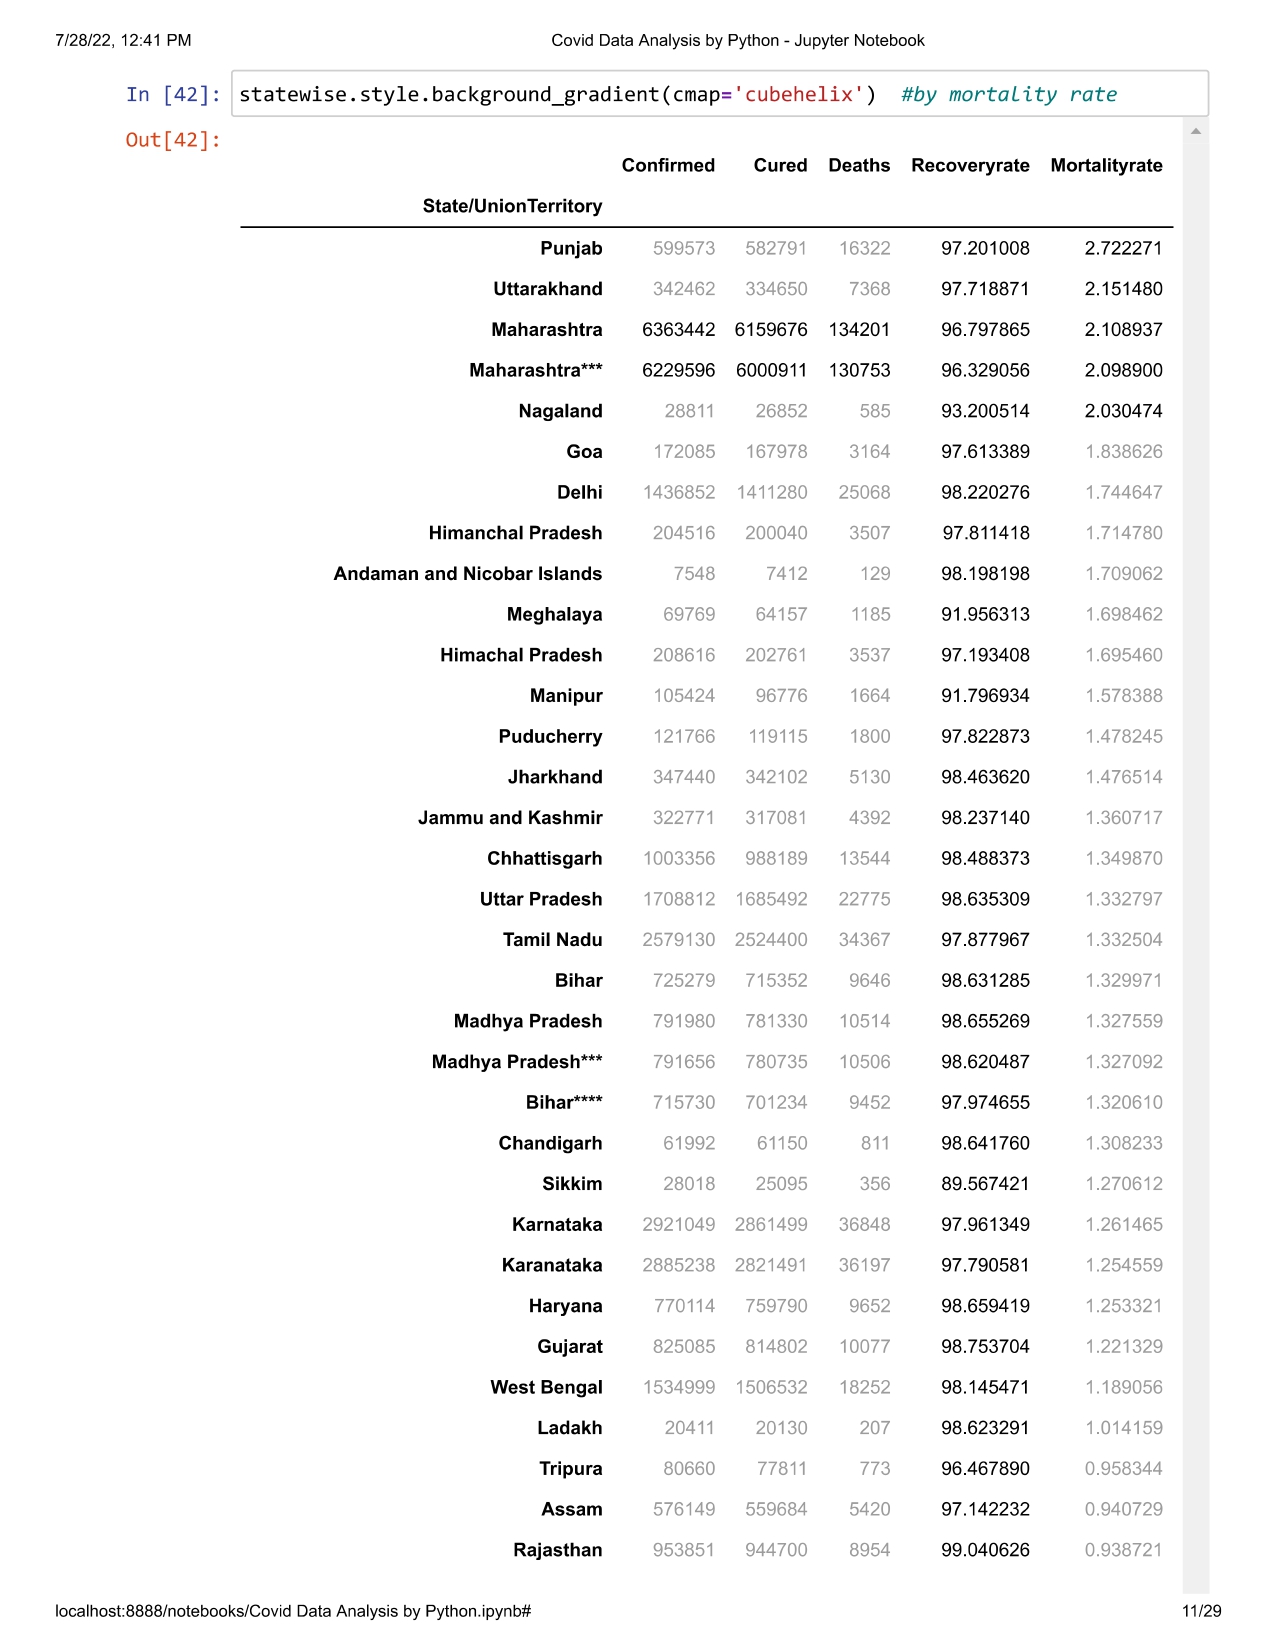 7/28/22, 12:41 PM Covid Data Analysis by Python - Jupyter Notebook
In [42]: statewise.style.background_gradient(cmap='cubehelix') #by mortality rate
Out[42]:
Confirmed Cured Deaths Recoveryrate Mortalityrate
State/UnionTerritory
Punjab 599573 582791 16322 97.201008 2.722271
Uttarakhand 342462 334650 7368 97.718871 2.151480
Maharashtra 6363442 6159676 134201 96.797865 2.108937
Maharashtra*** 6229596 6000911 130753 96.329056 2.098900
Nagaland 28811 26852 585 93.200514 2.030474
Goa 172085 167978 3164 97.613389 1.838626
Delhi 1436852 1411280 25068 98.220276 1.744647
Himanchal Pradesh 204516 200040 3507 97.811418 1.714780
Andaman and Nicobar Islands 7548 7412 129 98.198198 1.709062
Meghalaya 69769 64157 1185 91.956313 1.698462
Himachal Pradesh 208616 202761 3537 97.193408 1.695460
Manipur 105424 96776 1664 91.796934 1.578388
Puducherry 121766 119115 1800 97.822873 1.478245
Jharkhand 347440 342102 5130 98.463620 1.476514
Jammu and Kashmir 322771 317081 4392 98.237140 1.360717
Chhattisgarh 1003356 988189 13544 98.488373 1.349870
Uttar Pradesh 1708812 1685492 22775 98.635309 1.332797
Tamil Nadu 2579130 2524400 34367 97.877967 1.332504
Bihar 725279 715352 9646 98.631285 1.329971
Madhya Pradesh 791980 781330 10514 98.655269 1.327559
Madhya Pradesh*** 791656 780735 10506 98.620487 1.327092
Bihar**** 715730 701234 9452 97.974655 1.320610
Chandigarh 61992 61150 811 98.641760 1.308233
Sikkim 28018 25095 356 89.567421 1.270612
Karnataka 2921049 2861499 36848 97.961349 1.261465
Karanataka 2885238 2821491 36197 97.790581 1.254559
Haryana 770114 759790 9652 98.659419 1.253321
Gujarat 825085 814802 10077 98.753704 1.221329
West Bengal 1534999 1506532 18252 98.145471 1.189056
Ladakh 20411 20130 207 98.623291 1.014159
Tripura 80660 77811 773 96.467890 0.958344
Assam 576149 559684 5420 97.142232 0.940729
Rajasthan 953851 944700 8954 99.040626 0.938721
localhost:8888/notebooks/Covid Data Analysis by Python.ipynb# 11/29